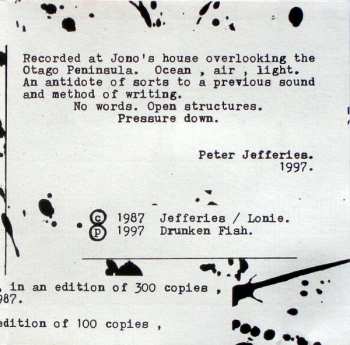 Recorded at Jono's house overlooking the
Otago Peninsula. Ocean , air , light.
An antidote of sorts to a previous sound
and method of writing.
No words. Open structures.
Pressure down.
Peter Jefferies.
1997.
© 1987 Jefferies / Lonie.
℗ 1997 Drunken Fish.
, in an edition of 300 copies ,
987.
edition of 100 copies ,